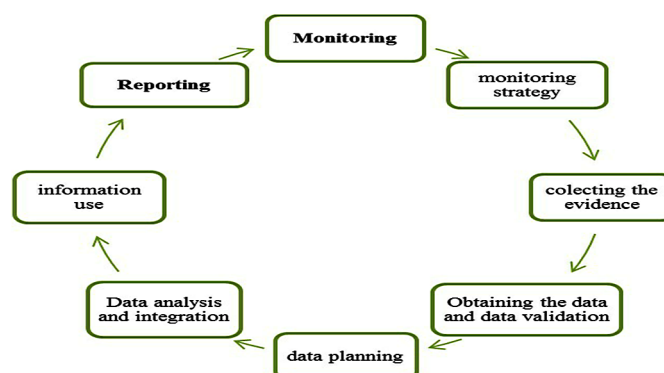 Monitoring
monitoring
strategy
colecting the
evidence
Obtaining the data
and data validation
data planning
Data analysis
and integration
information
use
Reporting